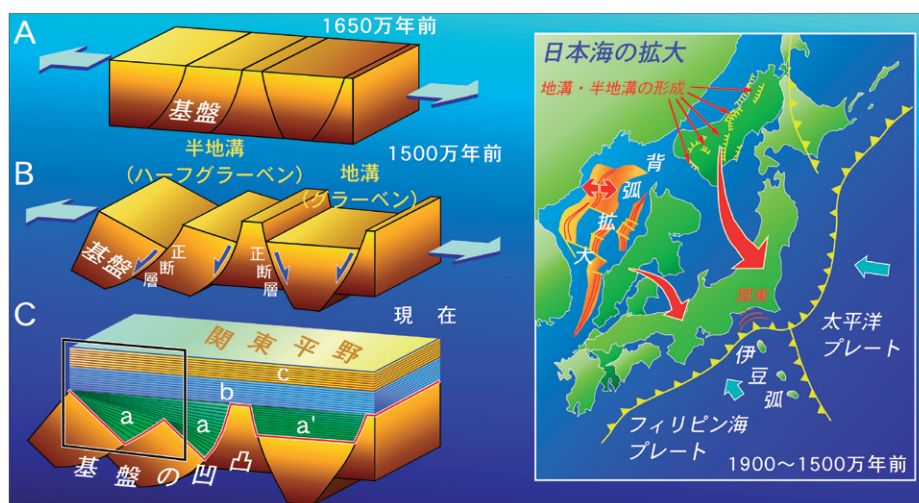 A
1650万年前
基盤
半地溝
(ハーフグラーベン)
1500万年前
地溝
(グラーベン)
B
基盤
正断層
正断層
C
現在
関東平野
c
b
a
a
a'
基盤の凹凸
日本海の拡大
地溝・半地溝の形成
背弧拡大
関東
太平洋
プレート
伊豆弧
フィリピン海
プレート
1900〜1500万年前